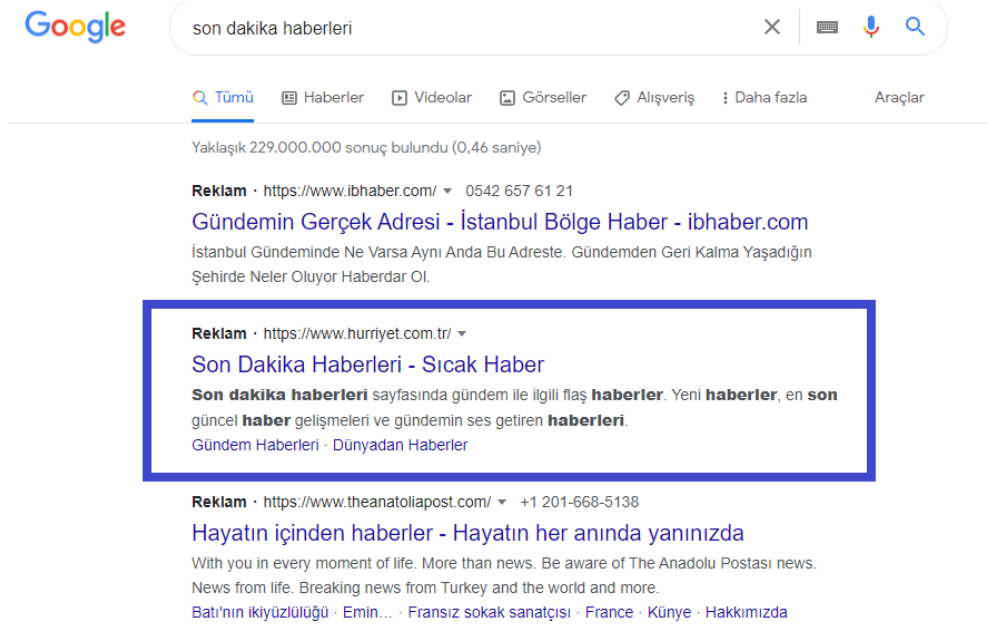 Google
son dakika haberleri
Tümü Haberler Videolar Görseller Alışveriş Daha fazla Araçlar
Yaklaşık 229.000.000 sonuç bulundu (0,46 saniye)
Reklam · https://www.ibhaber.com/ 0542 657 61 21
Gündemin Gerçek Adresi - İstanbul Bölge Haber - ibhaber.com
İstanbul Gündeminde Ne Varsa Aynı Anda Bu Adreste. Gündemden Geri Kalma Yaşadığın
Şehirde Neler Oluyor Haberdar Ol.
Reklam · https://www.hurriyet.com.tr/
Son Dakika Haberleri - Sıcak Haber
Son dakika haberleri sayfasında gündem ile ilgili flaş haberler. Yeni haberler, en son
güncel haber gelişmeleri ve gündemin ses getiren haberleri.
Gündem Haberleri · Dünyadan Haberler
Reklam · https://www.theanatoliapost.com/ +1 201-668-5138
Hayatın içinden haberler - Hayatın her anında yanınızda
With you in every moment of life. More than news. Be aware of The Anadolu Postası news.
News from life. Breaking news from Turkey and the world and more.
Batı'nın ikiyüzlülüğü · Emin... · Fransız sokak sanatçısı · France · Künye · Hakkımızda